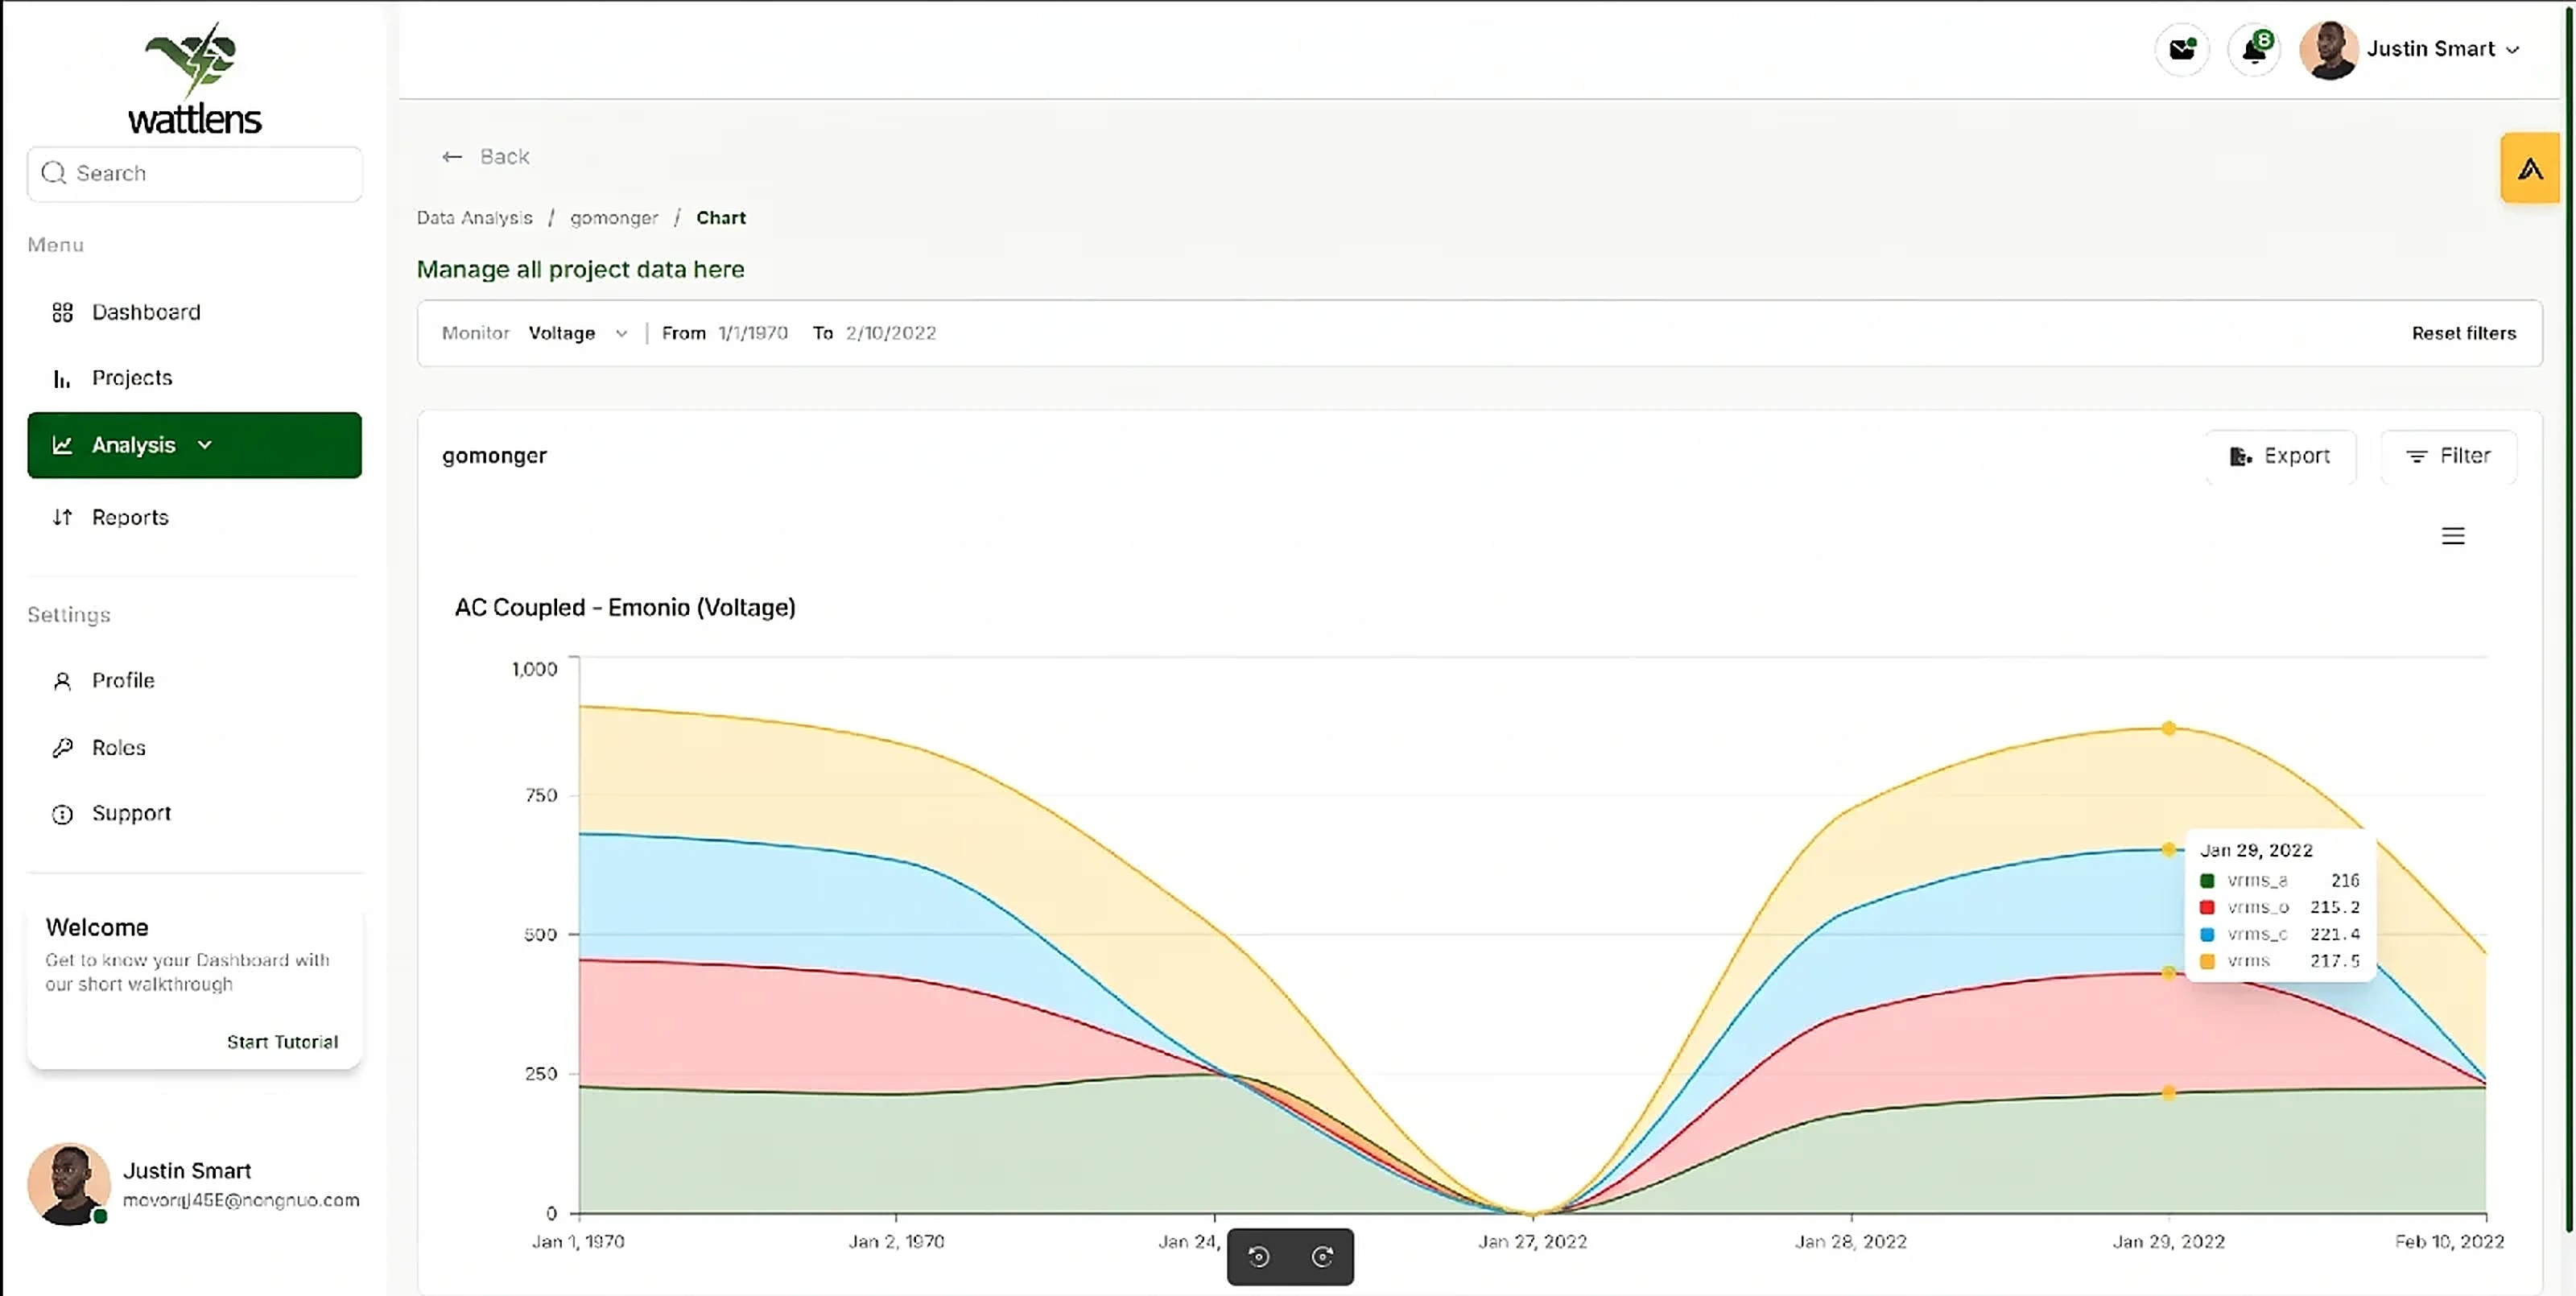 wattlens
Search
Menu
Dashboard
Projects
Analysis
Reports
Settings
Profile
Roles
Support
Welcome
Get to know your Dashboard with
our short walkthrough
Start Tutorial
Justin Smart
8
Justin Smart
Back
Data Analysis / gomonger / Chart
Manage all project data here
Monitor Voltage | From 1/1/1970 To 2/10/2022 Reset filters
gomonger
Export
Filter
AC Coupled - Emonio (Voltage)
1,000
750
500
250
0
Jan 1, 1970
Jan 2, 1970
Jan 24,
Jan 27, 2022
Jan 28, 2022
Jan 29, 2022
Feb 10, 2022
Jan 29, 2022
vrms_a 216
215.2
vrms_c 221.4
vrms 217.5